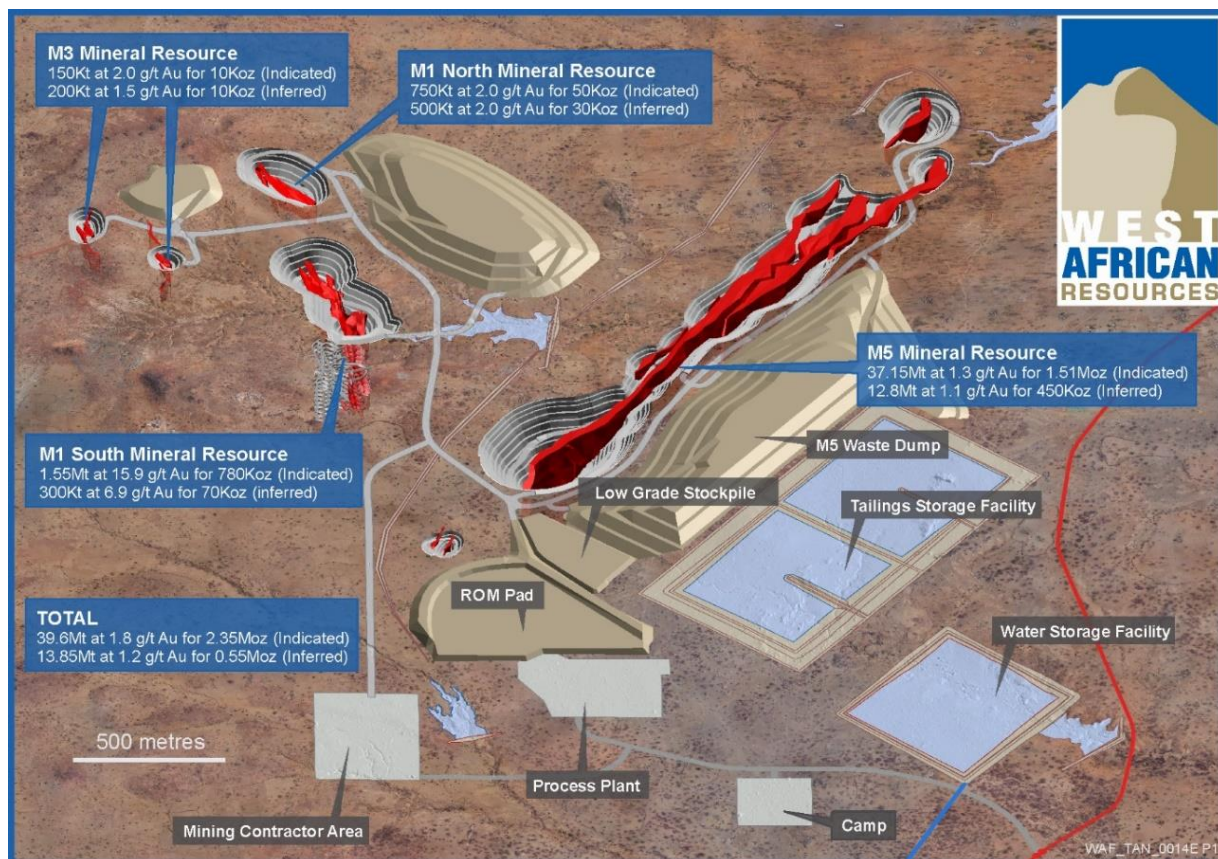 M3 Mineral Resource
150Kt at 2.0 g/t Au for 10Koz (Indicated)
200Kt at 1.5 g/t Au for 10Koz (Inferred)
M1 North Mineral Resource
750Kt at 2.0 g/t Au for 50Koz (Indicated)
500Kt at 2.0 g/t Au for 30Koz (Inferred)
WEST
AFRICAN
RESOURCES
M5 Mineral Resource
37.15Mt at 1.3 g/t Au for 1.51Moz (Indicated)
12.8Mt at 1.1 g/t Au for 450Koz (Inferred)
M1 South Mineral Resource
1.55Mt at 15.9 g/t Au for 780Koz (Indicated)
300Kt at 6.9 g/t Au for 70Koz (inferred)
M5 Waste Dump
Low Grade Stockpile
Tailings Storage Facility
ROM Pad
TOTAL
39.6Mt at 1.8 g/t Au for 2.35Moz (Indicated)
13.85Mt at 1.2 g/t Au for 0.55Moz (Inferred)
Water Storage Facility
500 metres
Process Plant
Mining Contractor Area
Camp
WAF_TAN_0014E P1